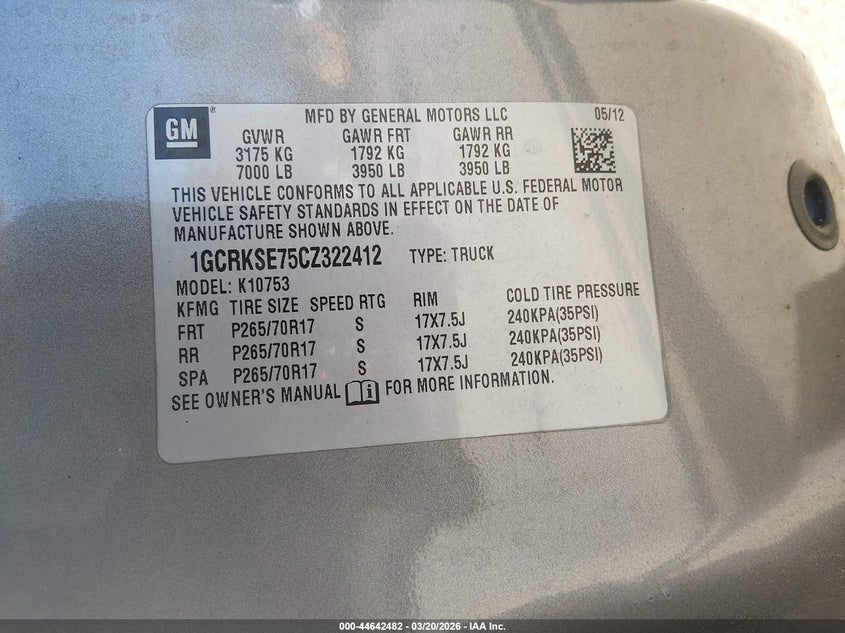 GM
®
MFD BY GENERAL MOTORS LLC 05/12
GVWR GAWR FRT GAWR RR
3175 KG 1792 KG 1792 KG
7000 LB 3950 LB 3950 LB
THIS VEHICLE CONFORMS TO ALL APPLICABLE U.S. FEDERAL MOTOR
VEHICLE SAFETY STANDARDS IN EFFECT ON THE DATE OF
MANUFACTURE SHOWN ABOVE.
1GCRKSE75CZ322412 TYPE: TRUCK
MODEL: K10753
KFMG TIRE SIZE SPEED RTG RIM COLD TIRE PRESSURE
FRT P265/70R17 S 17X7.5J 240KPA(35PSI)
RR P265/70R17 S 17X7.5J 240KPA(35PSI)
SPA P265/70R17 S 17X7.5J 240KPA(35PSI)
SEE OWNER'S MANUAL i FOR MORE INFORMATION.
000-44642482 - 03/20/2026 - IAA Inc.